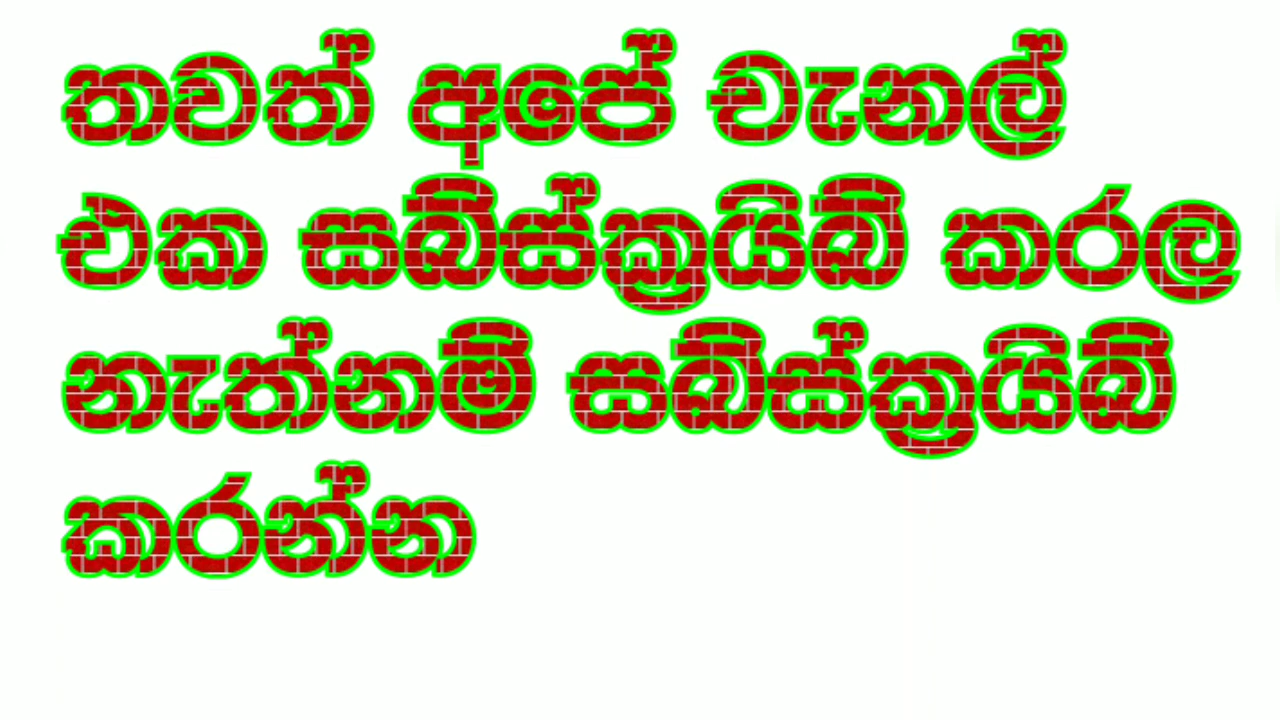 තවත් අපේ චැනල්
එක සබ්ස්ක්‍රයිබ් කරල
නැත්නම් සබ්ස්ක්‍රයිබ්
කරන්න